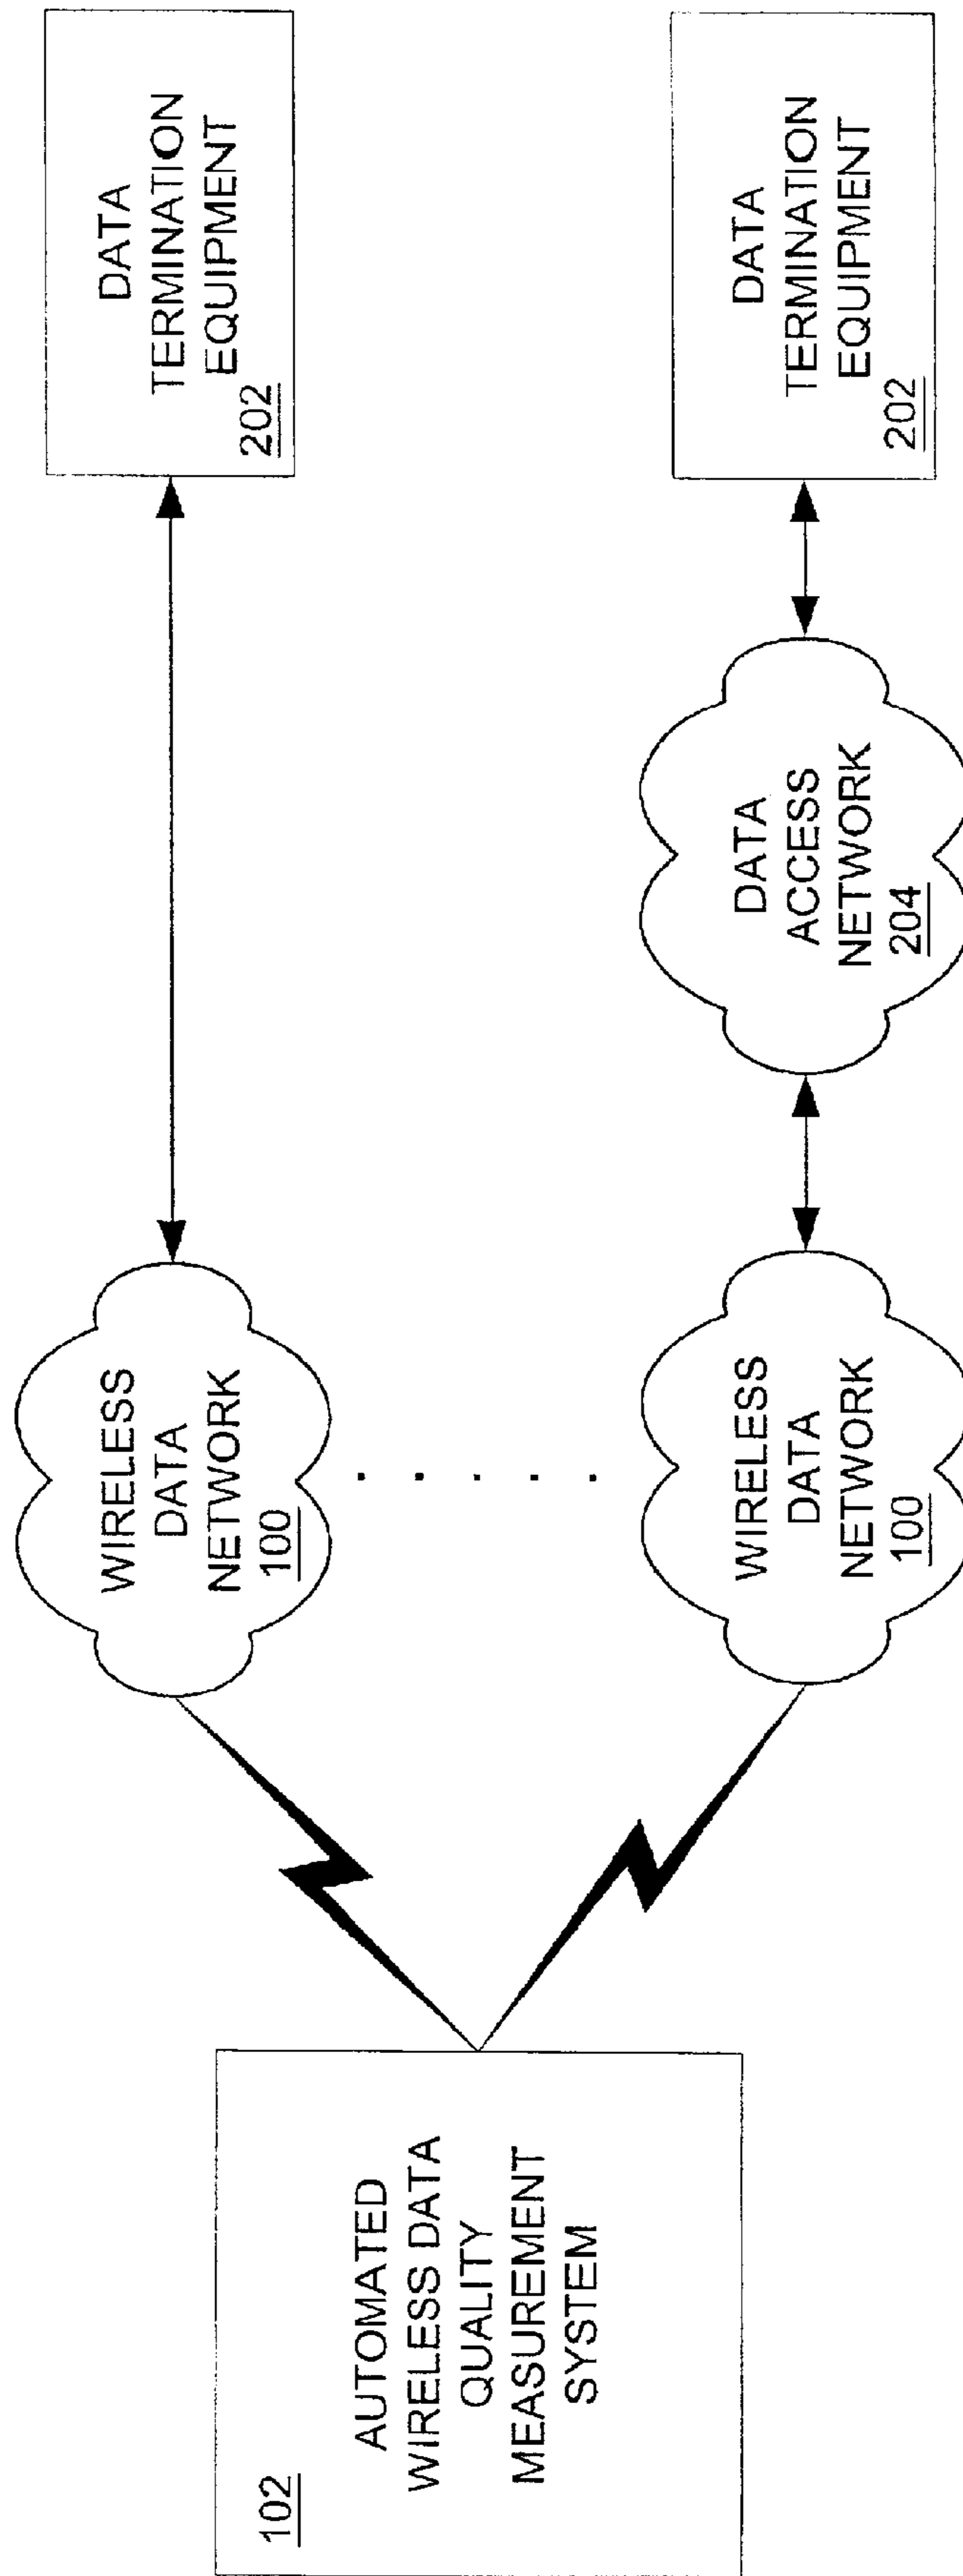 102
AUTOMATED
WIRELESS DATA
QUALITY
MEASUREMENT
SYSTEM
WIRELESS
DATA
NETWORK
100
DATA
TERMINATION
EQUIPMENT
202
WIRELESS
DATA
NETWORK
100
DATA
ACCESS
NETWORK
204
DATA
TERMINATION
EQUIPMENT
202